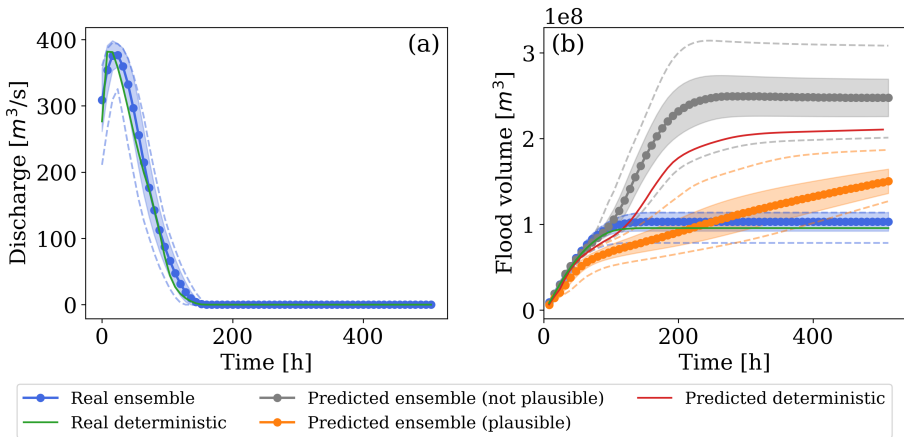 1e8
(a)
(b)
Discharge [m³/s]
400
300
200
100
0
0
200
400
Time [h]
Flood volume [m³]
3
2
1
0
0
200
400
Time [h]
Real ensemble
Predicted ensemble (not plausible)
Predicted deterministic
Real deterministic
Predicted ensemble (plausible)